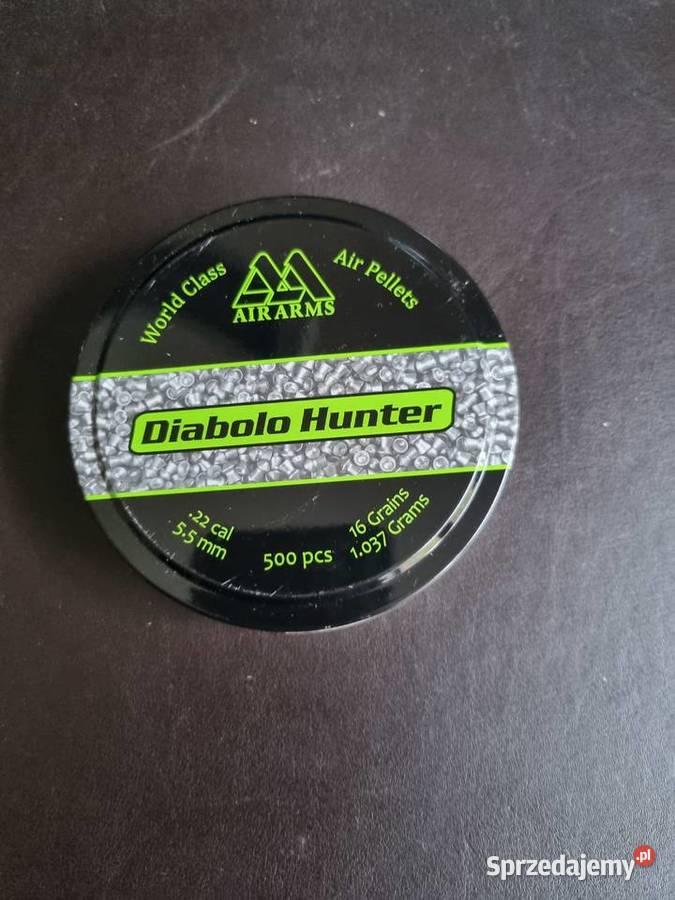 World Class
AIR ARMS
Air Pellets
Diabolo Hunter
.22 cal
5.5 mm
500 pcs
16 Grains
1.037 Grams
Sprzedajemy.pl